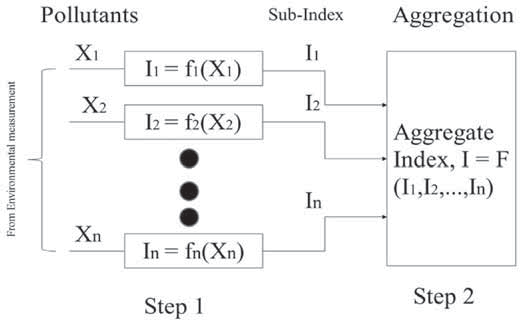 Pollutants
Sub-Index
Aggregation
From Environmental measurement
X1
I1 = f1(X1)
I1
X2
I2 = f2(X2)
I2
Xn
In = fn(Xn)
In
Aggregate
Index, I = F
(I1,I2,...,In)
Step 1
Step 2